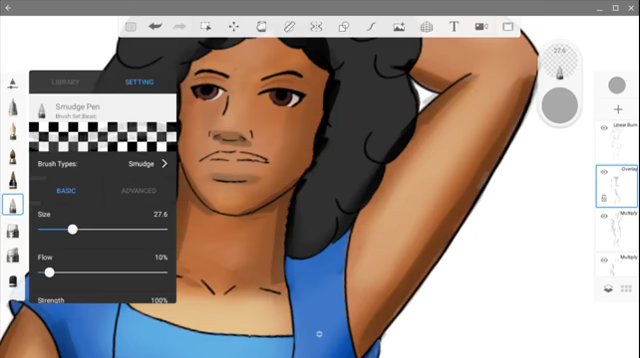 27.6
LIBRARY SETTING
Smudge Pen
Brush Set: Basic
Brush Types: Smudge
BASIC ADVANCED
Size 27.6
Flow 10%
Strength 100%
Linear Burn
Overlay
Multiply
Multiply